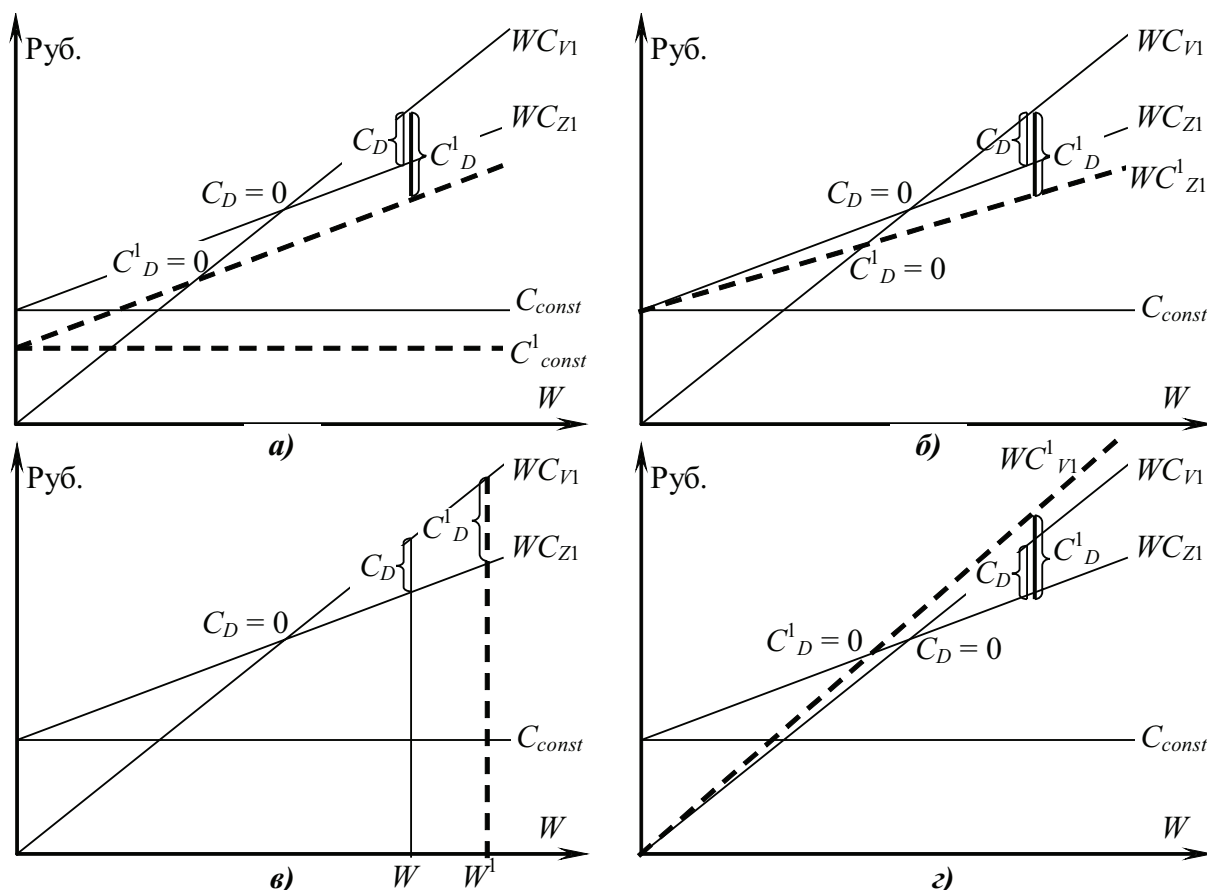 Руб.
WC_V1
WC_Z1
C_D
C^1_D
C_D = 0
C^1_D = 0
C_const
C^1_const
W
а)
Руб.
WC_V1
WC_Z1
C_D
C^1_D
WC^1_Z1
C_D = 0
C^1_D = 0
C_const
W
б)
Руб.
WC_V1
C^1_D
WC_Z1
C_D
C_D = 0
C_const
W
W
W^1
в)
Руб.
WC^1_V1
WC_V1
C^1_D
WC_Z1
C_D
C^1_D = 0
C_D = 0
C_const
W
г)